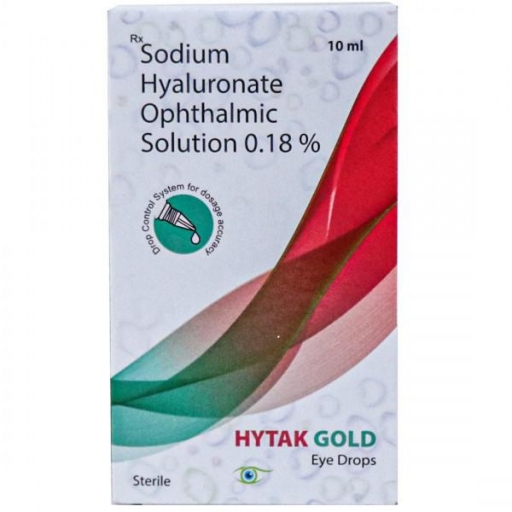 Rx
Sodium
Hyaluronate
Ophthalmic
Solution 0.18 %
10 ml
Drop Control System for dosage accuracy
HYTAK GOLD
Eye Drops
Sterile